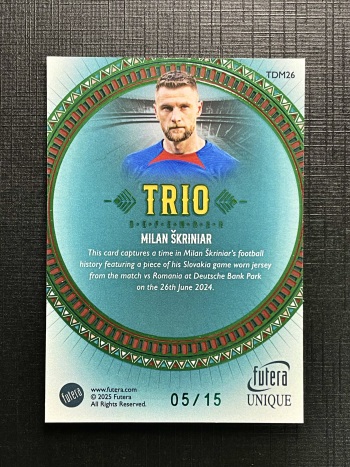 TDM26
TRIO
DEFENDER
MILAN ŠKRINIAR
This card captures a time in Milan Škriniar's football
history featuring a piece of his Slovakia game worn jersey
from the match vs Romania at Deutsche Bank Park
on the 26th June 2024.
futera
www.futera.com
© 2025 Futera
All Rights Reserved.
05/15
futera
UNIQUE